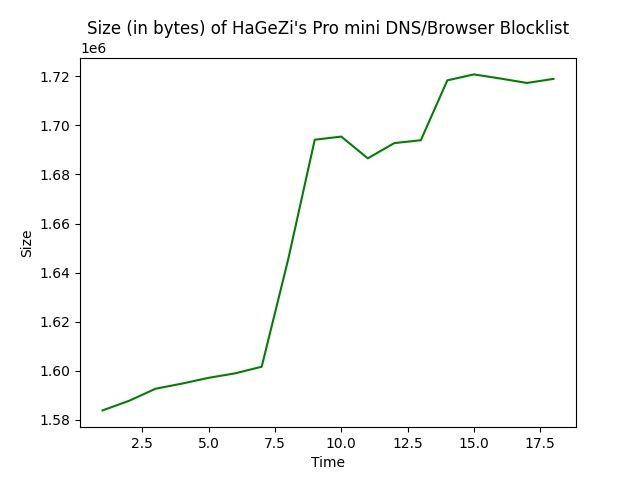 Size (in bytes) of HaGeZi's Pro mini DNS/Browser Blocklist
1e6
1.72
1.70
1.68
1.66
1.64
1.62
1.60
1.58
Size
2.5 5.0 7.5 10.0 12.5 15.0 17.5
Time